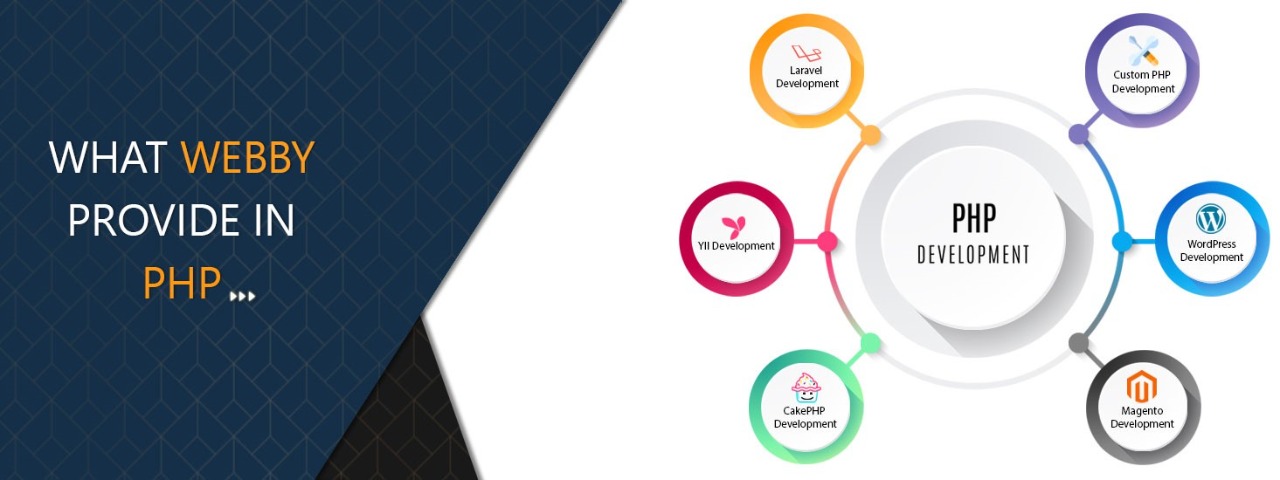 WHAT WEBBY
PROVIDE IN
PHP
Laravel
Development
Custom PHP
Development
YII Development
PHP
DEVELOPMENT
WordPress
Development
CakePHP
Development
Magento
Development